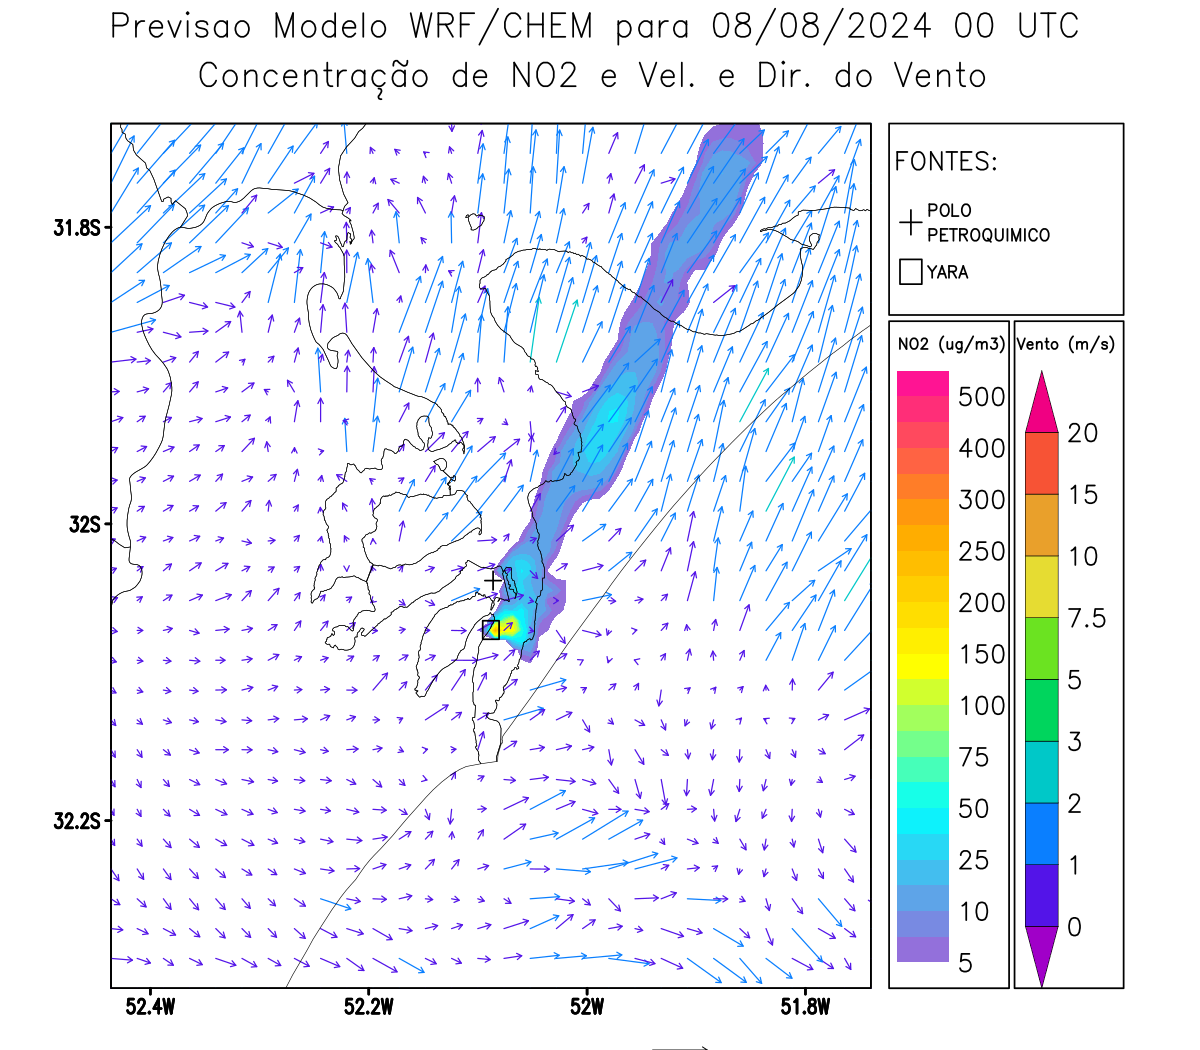 Previsao Modelo WRF/CHEM para 08/08/2024 00 UTC
Concentração de NO2 e Vel. e Dir. do Vento
FONTES:
POLO
PETROQUIMICO
YARA
NO2 (ug/m3)
500
400
300
250
200
150
100
75
50
25
10
5
Vento (m/s)
20
15
10
7.5
5
3
2
1
0
31.8S
32S
32.2S
52.4W
52.2W
52W
51.8W